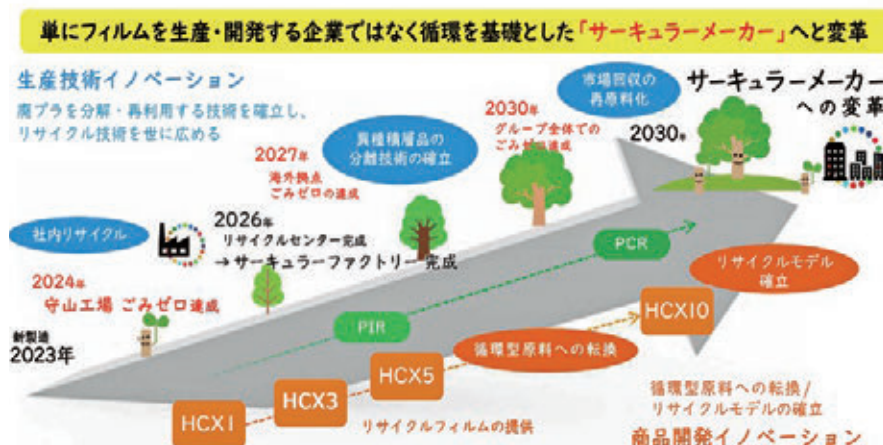 単にフィルムを生産・開発する企業ではなく循環を基礎とした「サーキュラーメーカー」へと変革
生産技術イノベーション
廃プラを分解・再利用する技術を確立し、
リサイクル技術を世に広める
市場回収の
再原料化
サーキュラーメーカー
への変革
2030年
2030年
グループ全体での
ごみゼロ達成
異種積層品の
分離技術の確立
2027年
海外拠点
ごみゼロの達成
社内リサイクル
2026年
リサイクルセンター完成
→サーキュラーファクトリー 完成
2024年
守山工場 ごみゼロ達成
新製造
2023年
PIR
PCR
リサイクルモデル
確立
HCX1
HCX3
HCX5
HCX10
循環型原料への転換
リサイクルフィルムの提供
循環型原料への転換/
リサイクルモデルの確立
商品開発イノベーション